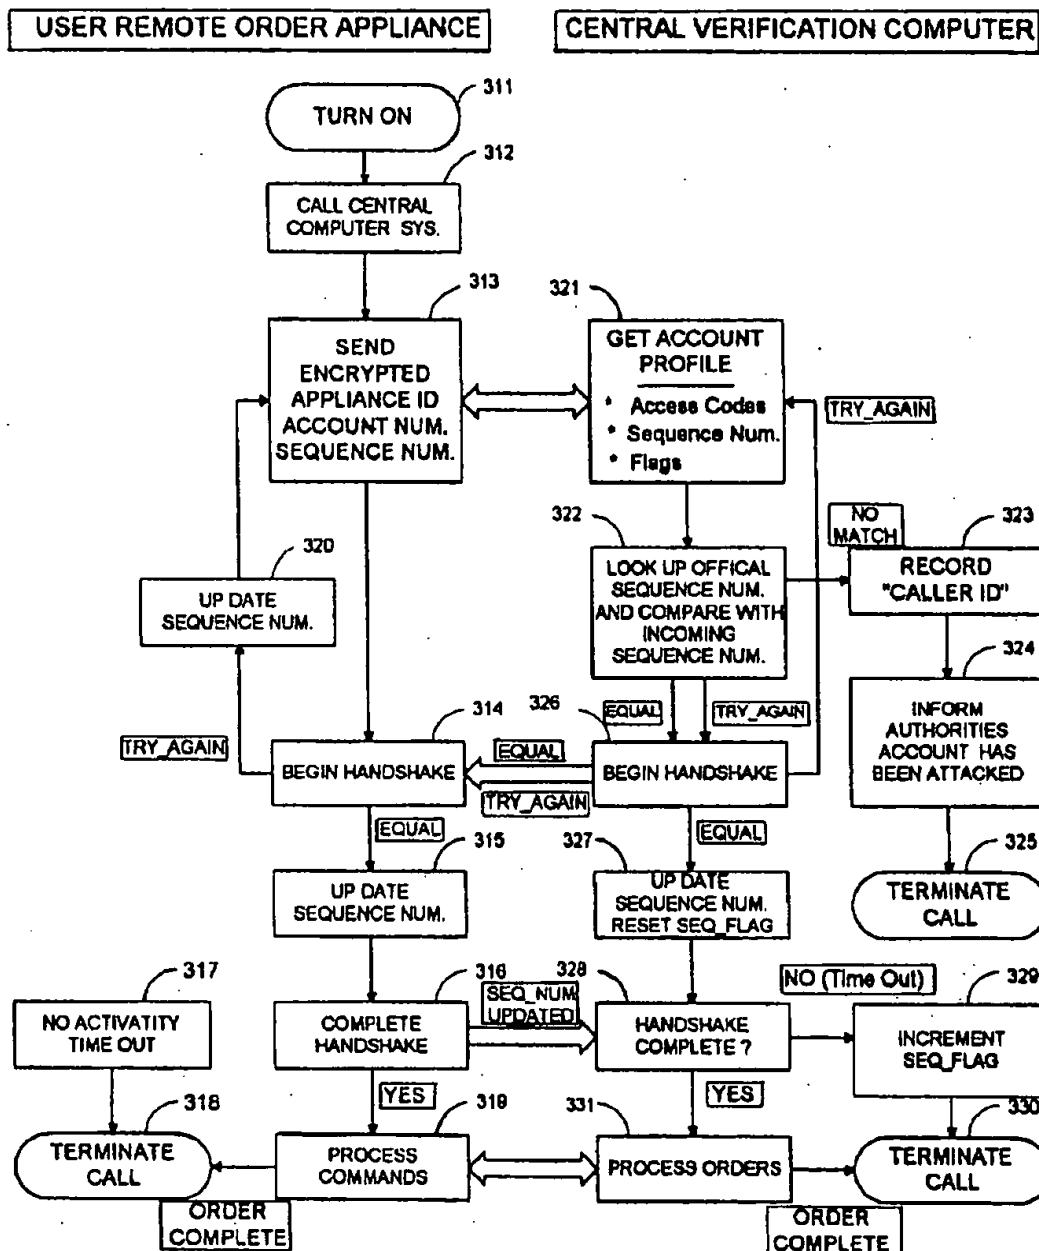 USER REMOTE ORDER APPLIANCE
CENTRAL VERIFICATION COMPUTER
311
TURN ON
312
CALL CENTRAL
COMPUTER SYS.
313
SEND
ENCRYPTED
APPLIANCE ID
ACCOUNT NUM.
SEQUENCE NUM.
321
GET ACCOUNT
PROFILE
* Access Codes
* Sequence Num.
* Flags
TRY_AGAIN
320
UP DATE
SEQUENCE NUM.
322
LOOK UP OFFICAL
SEQUENCE NUM.
AND COMPARE WITH
INCOMING
SEQUENCE NUM.
NO
MATCH
323
RECORD
"CALLER ID"
324
INFORM
AUTHORITIES
ACCOUNT HAS
BEEN ATTACKED
325
TERMINATE
CALL
EQUAL
TRY_AGAIN
TRY_AGAIN
314
BEGIN HANDSHAKE
EQUAL
TRY_AGAIN
326
BEGIN HANDSHAKE
EQUAL
315
UP DATE
SEQUENCE NUM.
EQUAL
327
UP DATE
SEQUENCE NUM.
RESET SEQ_FLAG
317
NO ACTIVATITY
TIME OUT
316
COMPLETE
HANDSHAKE
SEQ_NUM
UPDATED
328
HANDSHAKE
COMPLETE ?
NO (Time Out)
329
INCREMENT
SEQ_FLAG
318
TERMINATE
CALL
YES
319
PROCESS
COMMANDS
YES
331
PROCESS ORDERS
330
TERMINATE
CALL
ORDER
COMPLETE
ORDER
COMPLETE